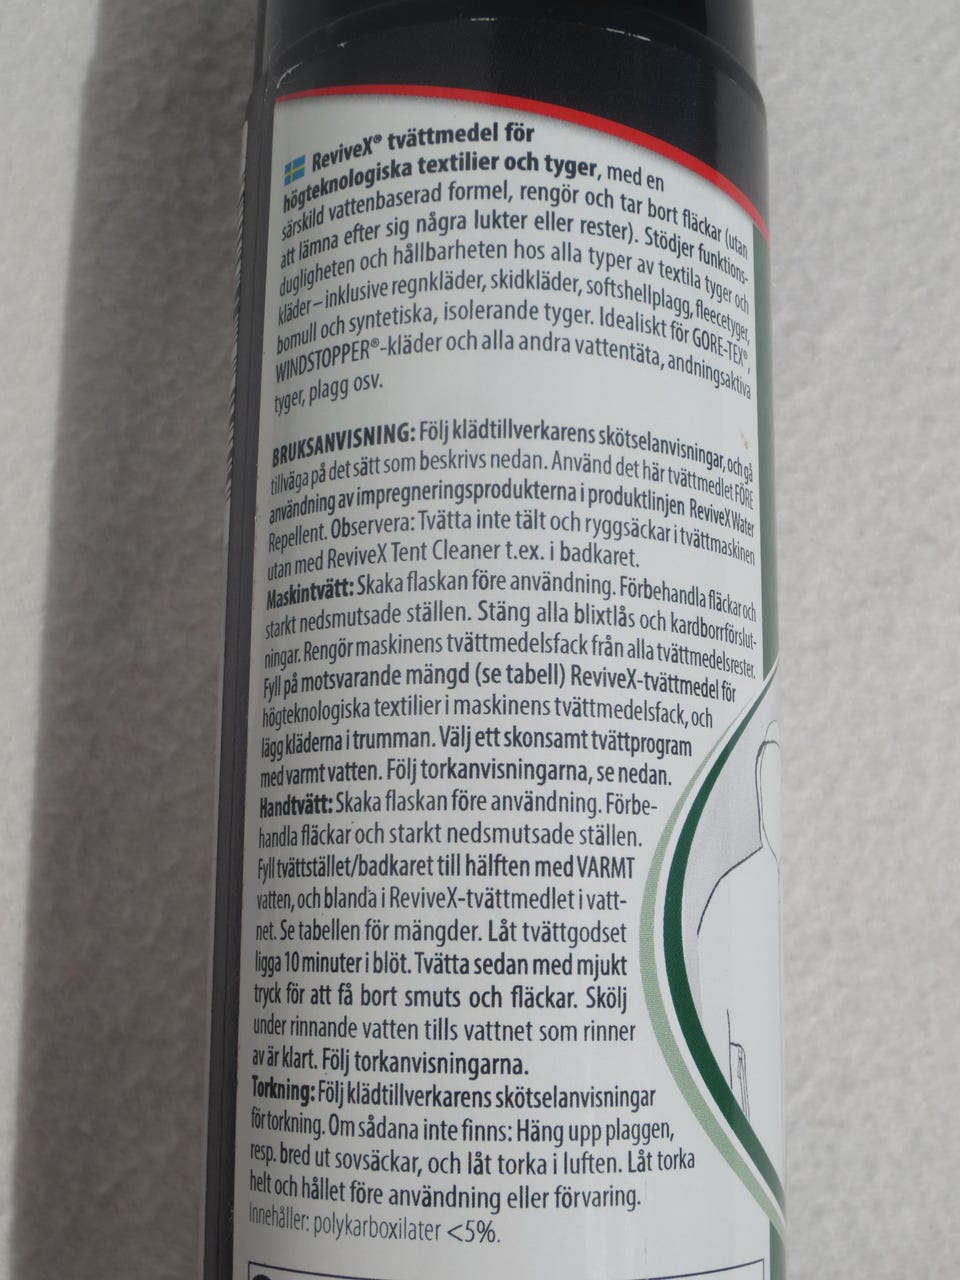 ReviveX® tvättmedel för
högteknologiska textilier och tyger, med en
särskild vattenbaserad formel, rengör och tar bort fläckar (utan
att lämna efter sig några lukter eller rester). Stödjer funktions-
dugligheten och hållbarheten hos alla typer av textila tyger och
kläder – inklusive regnkläder, skidkläder, softshellplagg, fleecetyger,
bomull och syntetiska, isolerande tyger. Idealiskt för GORE-TEX®,
WINDSTOPPER®-kläder och alla andra vattentäta, andningsaktiva
tyger, plagg osv.
BRUKSANVISNING: Följ klädtillverkarens skötselanvisningar, och gå
tillväga på det sätt som beskrivs nedan. Använd det här tvättmedlet FÖRE
användning av impregneringsprodukterna i produktlinjen ReviveX Water
Repellent. Observera: Tvätta inte tält och ryggsäckar i tvättmaskinen
utan med ReviveX Tent Cleaner t.ex. i badkaret.
Maskintvätt: Skaka flaskan före användning. Förbehandla fläckar och
starkt nedsmutsade ställen. Stäng alla blixtlås och kardborrförslut-
ningar. Rengör maskinens tvättmedelsfack från alla tvättmedelsrester.
Fyll på motsvarande mängd (se tabell) ReviveX-tvättmedel för
högteknologiska textilier i maskinens tvättmedelsfack, och
lägg kläderna i trumman. Välj ett skonsamt tvättprogram
med varmt vatten. Följ torkanvisningarna, se nedan.
Handtvätt: Skaka flaskan före användning. Förbe-
handla fläckar och starkt nedsmutsade ställen.
Fyll tvättstället/badkaret till hälften med VARMT
vatten, och blanda i ReviveX-tvättmedlet i vatt-
net. Se tabellen för mängder. Låt tvättgodset
ligga 10 minuter i blöt. Tvätta sedan med mjukt
tryck för att få bort smuts och fläckar. Skölj
under rinnande vatten tills vattnet som rinner
av är klart. Följ torkanvisningarna.
Torkning: Följ klädtillverkarens skötselanvisningar
för torkning. Om sådana inte finns: Häng upp plaggen,
resp. bred ut sovsäckar, och låt torka i luften. Låt torka
helt och hållet före användning eller förvaring.
Innehåller: polykarboxilater <5%.